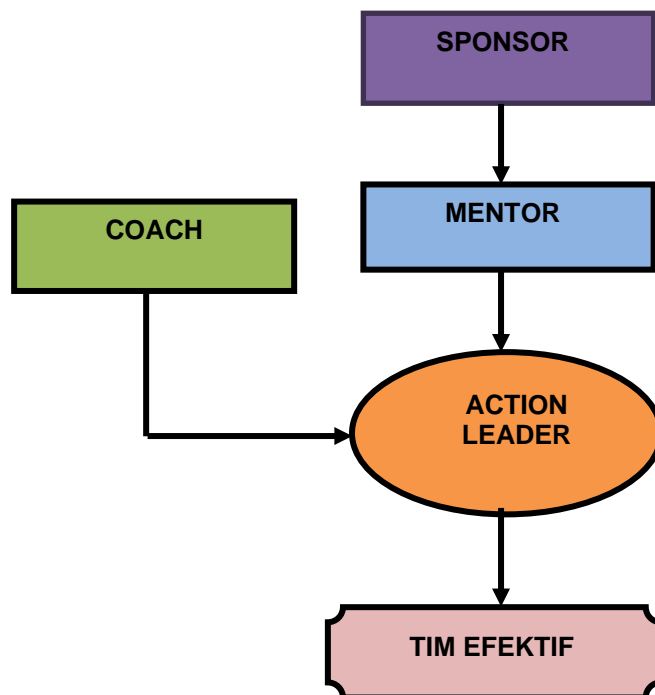 SPONSOR
MENTOR
COACH
ACTION
LEADER
TIM EFEKTIF